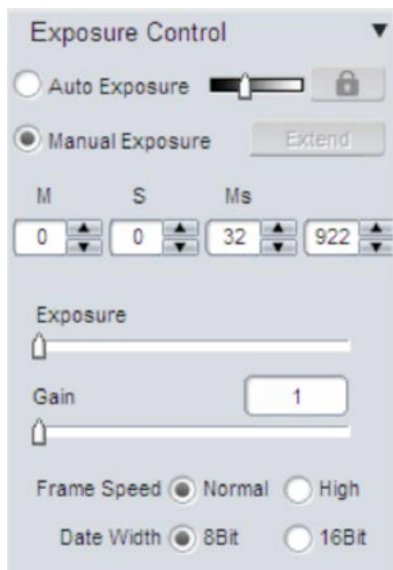 Exposure Control
Auto Exposure
Manual Exposure Extend
M S Ms
0 0 32 922
Exposure
Gain 1
Frame Speed Normal High
Date Width 8Bit 16Bit